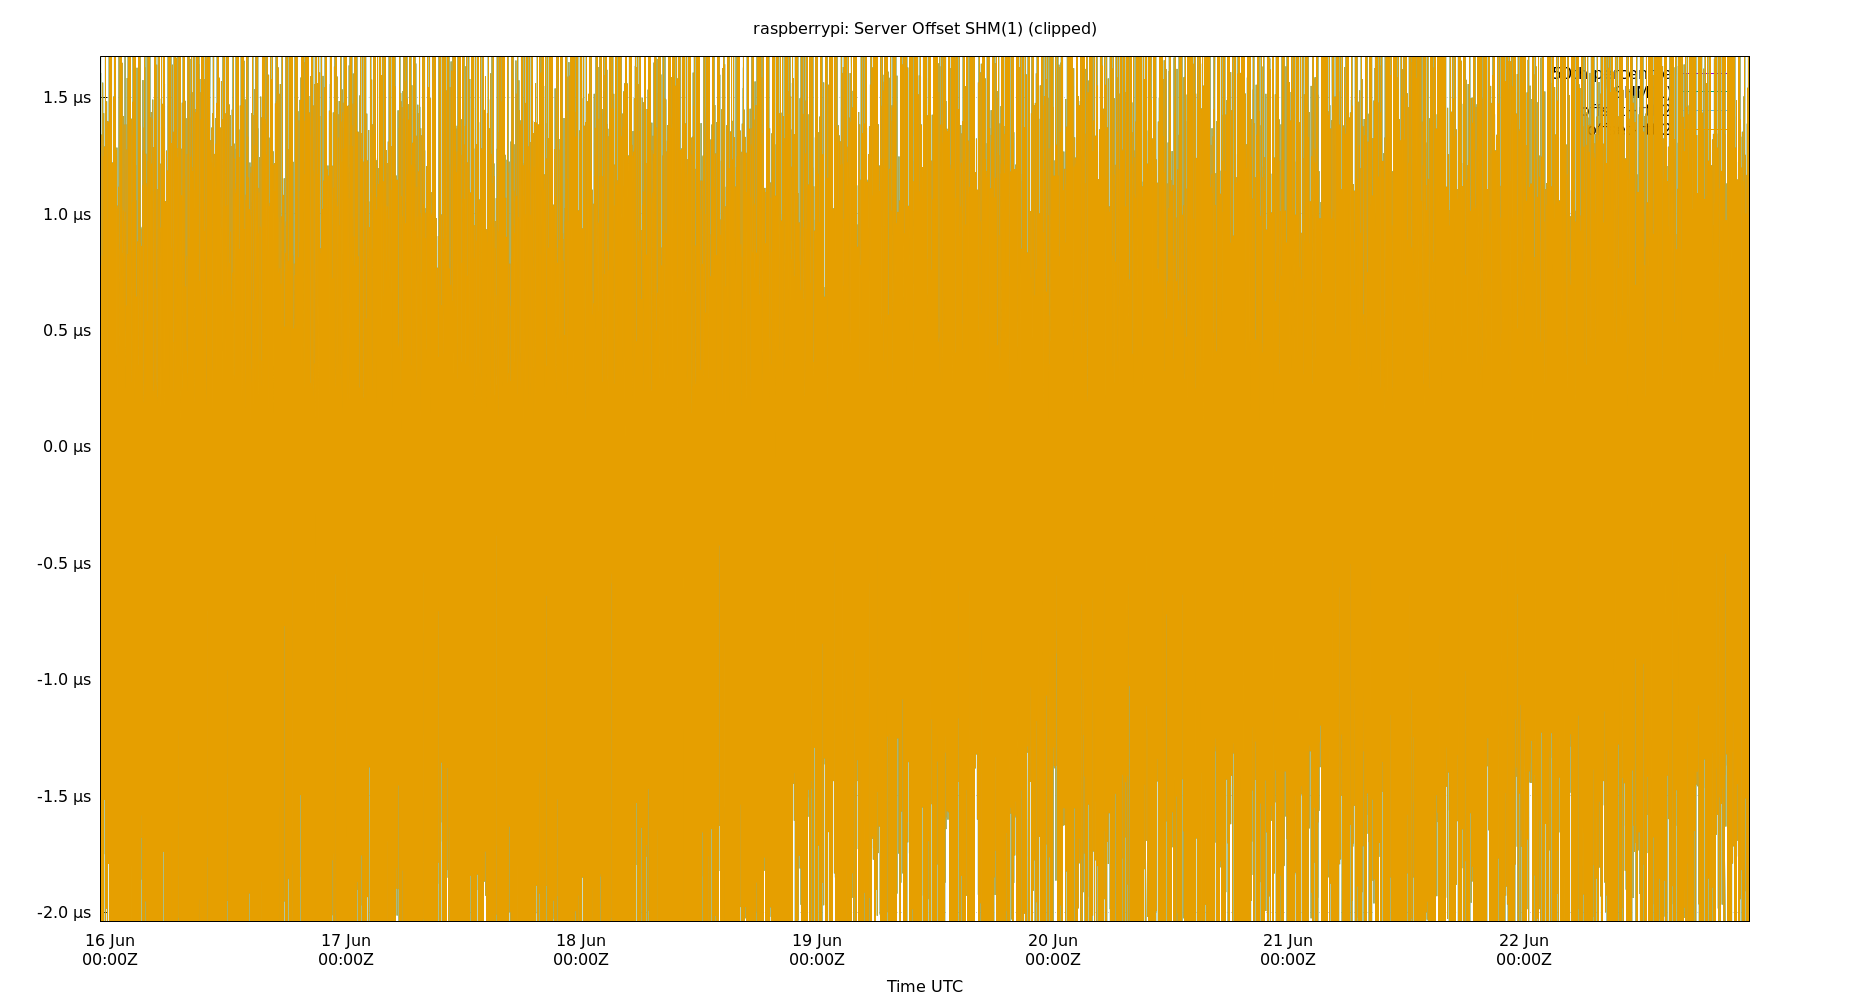 raspberrypi: Server Offset SHM(1) (clipped)
1.5 µs
1.0 µs
0.5 µs
0.0 µs
-0.5 µs
-1.0 µs
-1.5 µs
-2.0 µs
16 Jun 17 Jun 18 Jun 19 Jun 20 Jun 21 Jun 22 Jun
00:00Z 00:00Z 00:00Z 00:00Z 00:00Z 00:00Z 00:00Z
Time UTC